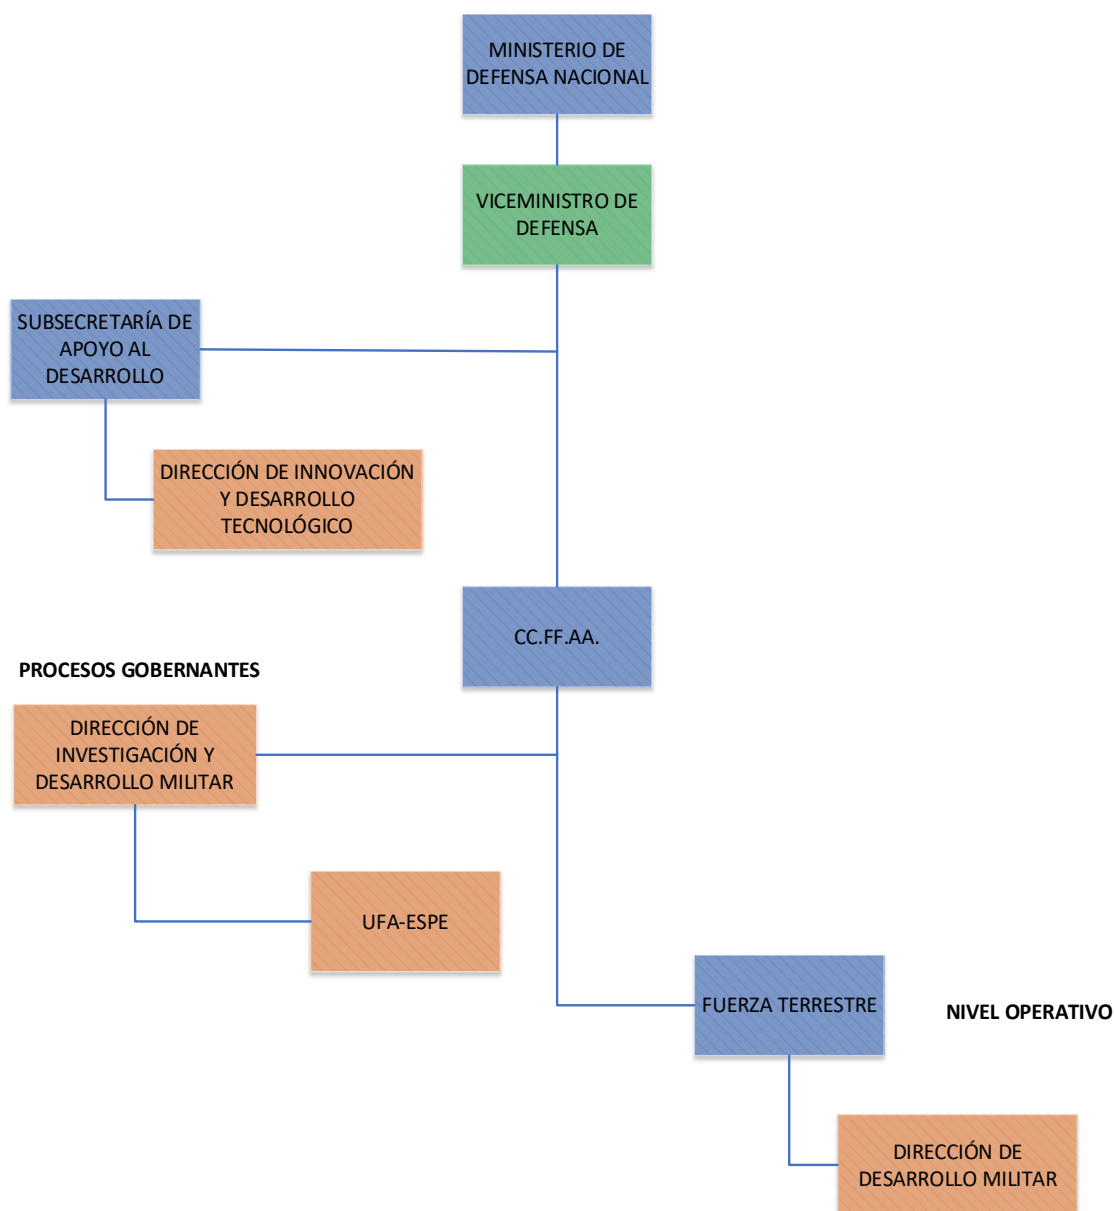 MINISTERIO DE
DEFENSA NACIONAL
VICEMINISTRO DE
DEFENSA
SUBSECRETARÍA DE
APOYO AL
DESARROLLO
DIRECCIÓN DE INNOVACIÓN
Y DESARROLLO
TECNOLÓGICO
CC.FF.AA.
PROCESOS GOBERNANTES
DIRECCIÓN DE
INVESTIGACIÓN Y
DESARROLLO MILITAR
UFA-ESPE
FUERZA TERRESTRE
NIVEL OPERATIVO
DIRECCIÓN DE
DESARROLLO MILITAR